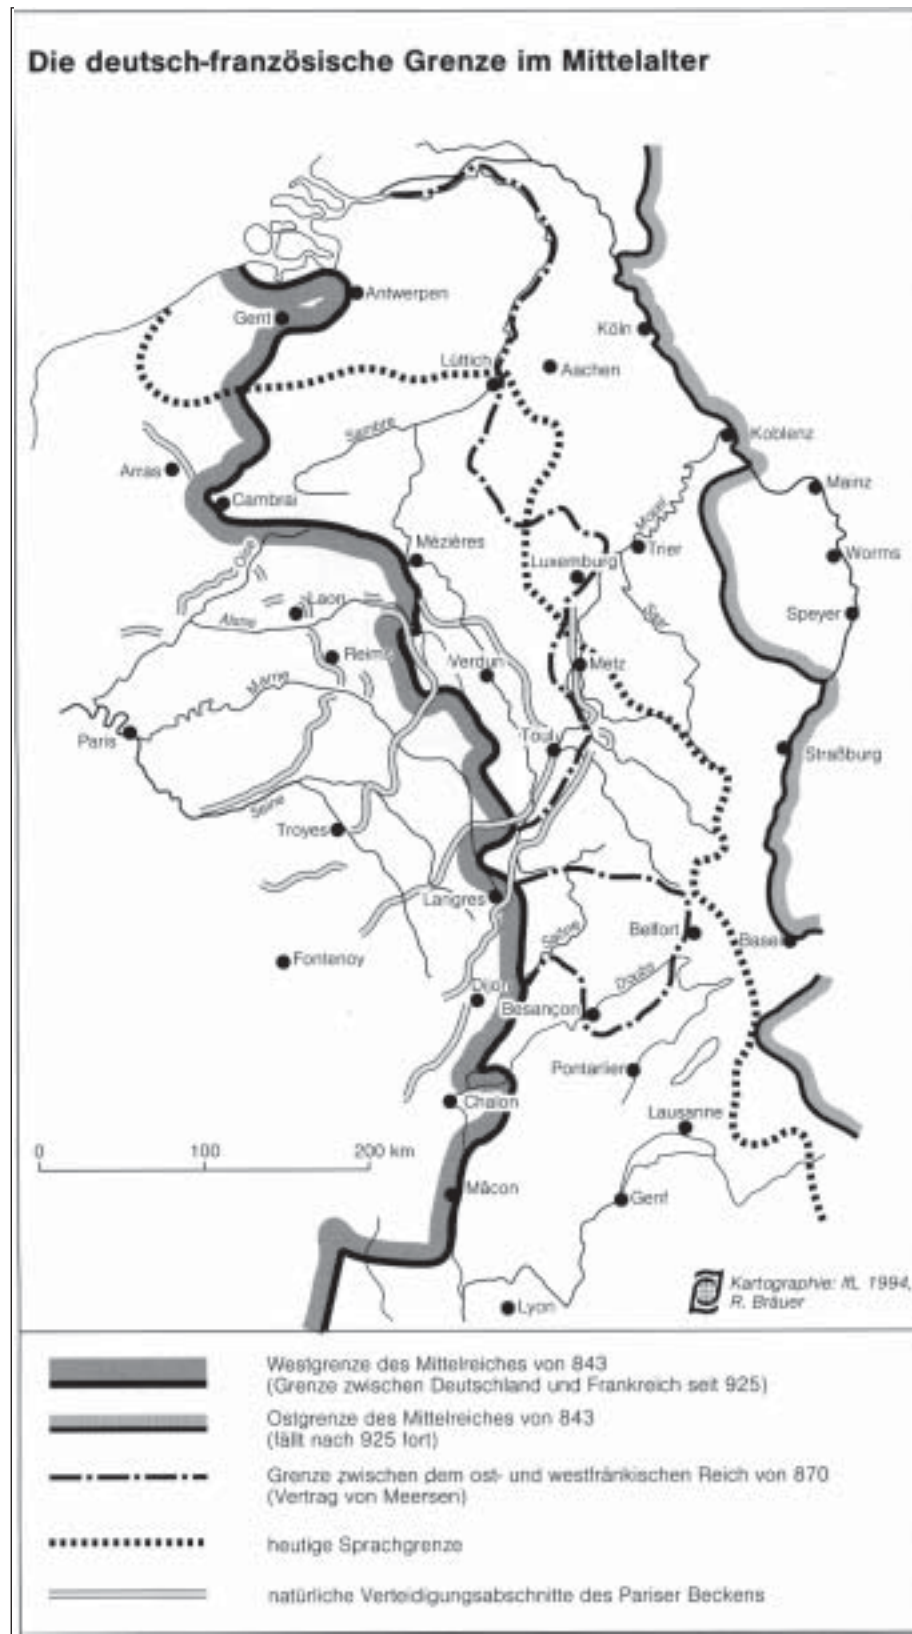 Die deutsch-französische Grenze im Mittelalter
Antwerpen
Gent
Köln
Lüttich
Aachen
Sambre
Koblenz
Arras
Mainz
Cambrai
Mosel
Mézières
Trier
Worms
Oise
Luxemburg
Laon
Saar
Speyer
Aisne
Reims
Verdun
Metz
Marne
Paris
Toul
Straßburg
Seine
Troyes
Langres
Belfort
Basel
Saône
Fontenoy
Doubs
Dijon
Besançon
Pontarlier
Chalon
Lausanne
0 100 200 km
Mâcon
Genf
Kartographie: IfL 1994,
R. Bräuer
Lyon
Westgrenze des Mittelreiches von 843
(Grenze zwischen Deutschland und Frankreich seit 925)
Ostgrenze des Mittelreiches von 843
(fällt nach 925 fort)
Grenze zwischen dem ost- und westfränkischen Reich von 870
(Vertrag von Meersen)
heutige Sprachgrenze
natürliche Verteidigungsabschnitte des Pariser Beckens